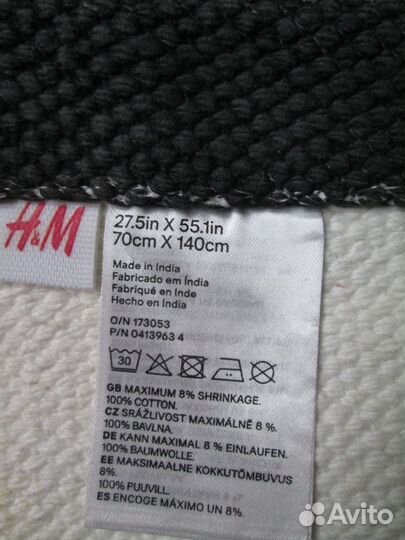 H&M
27.5in X 55.1in
70cm X 140cm
Made in India
Fabricado em Índia
Fabriqué en Inde
Hecho en India
O/N 173053
P/N 0413963 4
30
GB MAXIMUM 8% SHRINKAGE.
100% COTTON.
CZ SRÁŽLIVOST MAXIMÁLNĚ 8 %.
100% BAVLNA.
DE KANN MAXIMAL 8 % EINLAUFEN.
100% BAUMWOLLE.
EE MAKSIMAALNE KOKKUTÕMBUVUS
8%.
100% PUUVILL.
ES ENCOGE MÁXIMO UN 8%.
Avito